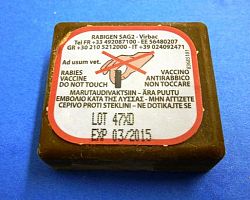 RABIGEN SAG2 - Virbac
Tel FR +33 492087100 - EE 56480207
GR +30 210 5212000 - IT +39 024092471
Ad usum vet.
RABIES VACCINO
VACCINE ANTIRABBICO
DO NOT TOUCH NON TOCCARE
MARUTAUDIVAKTSIIN - ÄRA PUUTU
ΕΜΒΟΛΙΟ ΚΑΤΑ ΤΗΣ ΛΥΣΣΑΣ - ΜΗΝ ΑΓΓΙΖΕΤΕ
CEPIVO PROTI STEKLINI - NE DOTIKAJTE SE
LOT 47XD
EXP 03/2015